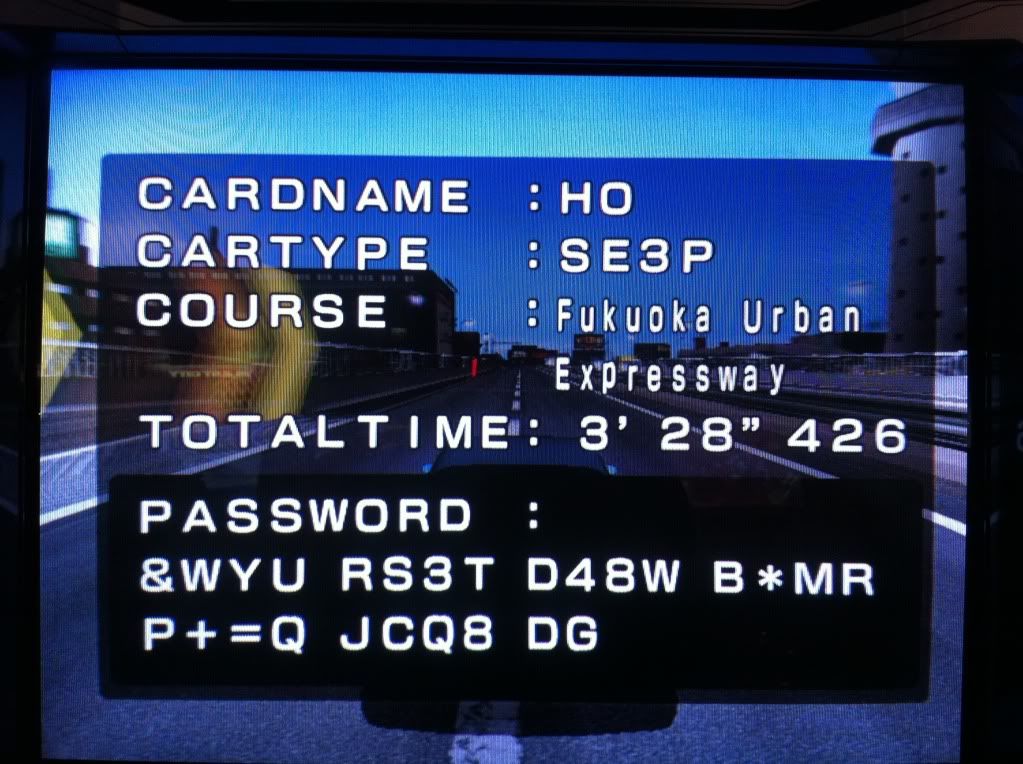 CARDNAME : HO
CARTYPE : SE3P
COURSE : Fukuoka Urban
Expressway
TOTALTIME : 3' 28" 426
PASSWORD :
&WYU RS3T D48W B*MR
P+=Q JCQ8 DG